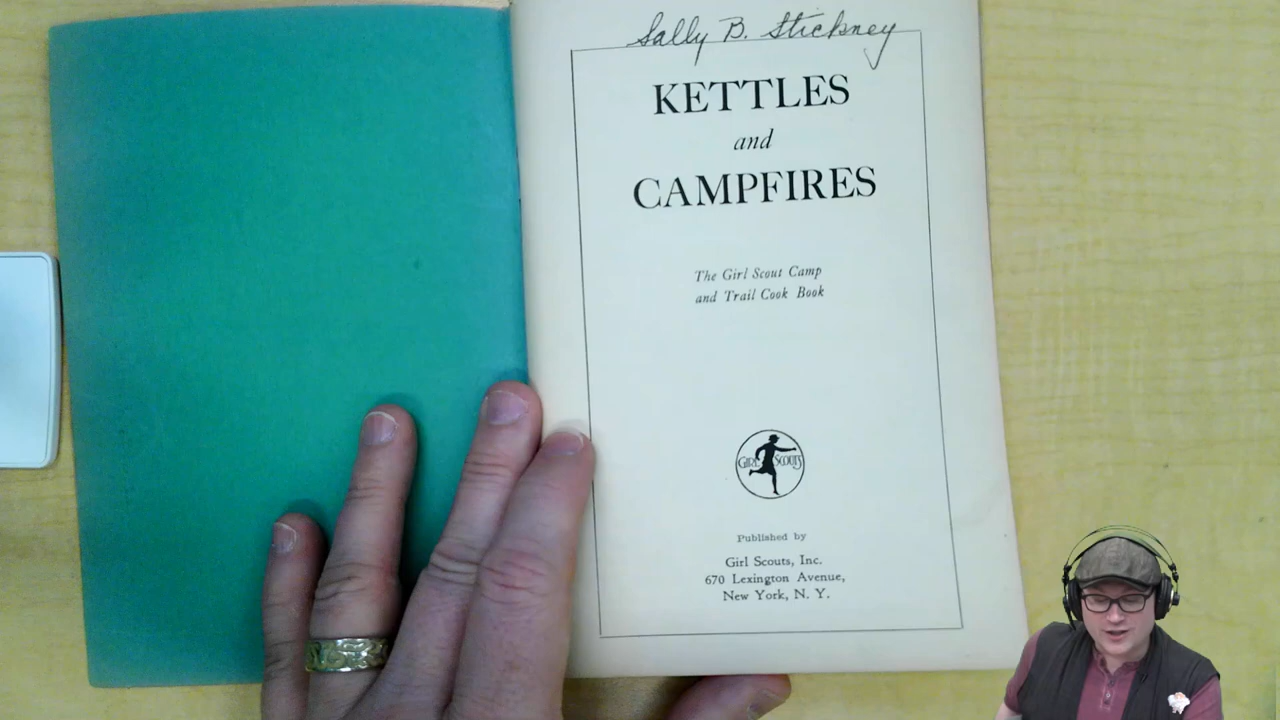 Sally B. Stickney
KETTLES
and
CAMPFIRES
The Girl Scout Camp
and Trail Cook Book
GIRL SCOUTS
Published by
Girl Scouts, Inc.
670 Lexington Avenue,
New York, N. Y.